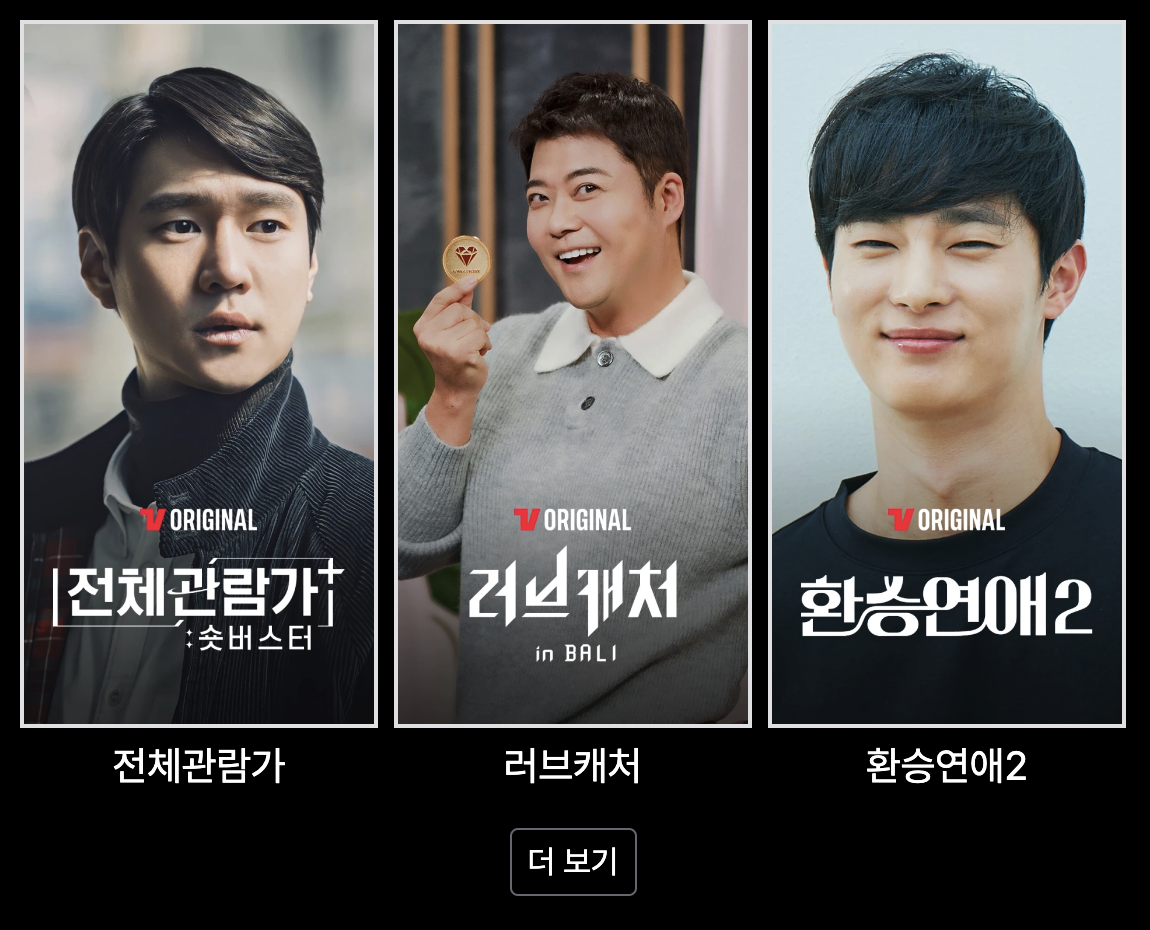 TV ORIGINAL
전체관람가+
숏버스터
TV ORIGINAL
러브캐처
in BALI
TV ORIGINAL
환승연애2
전체관람가
러브캐처
환승연애2
더 보기